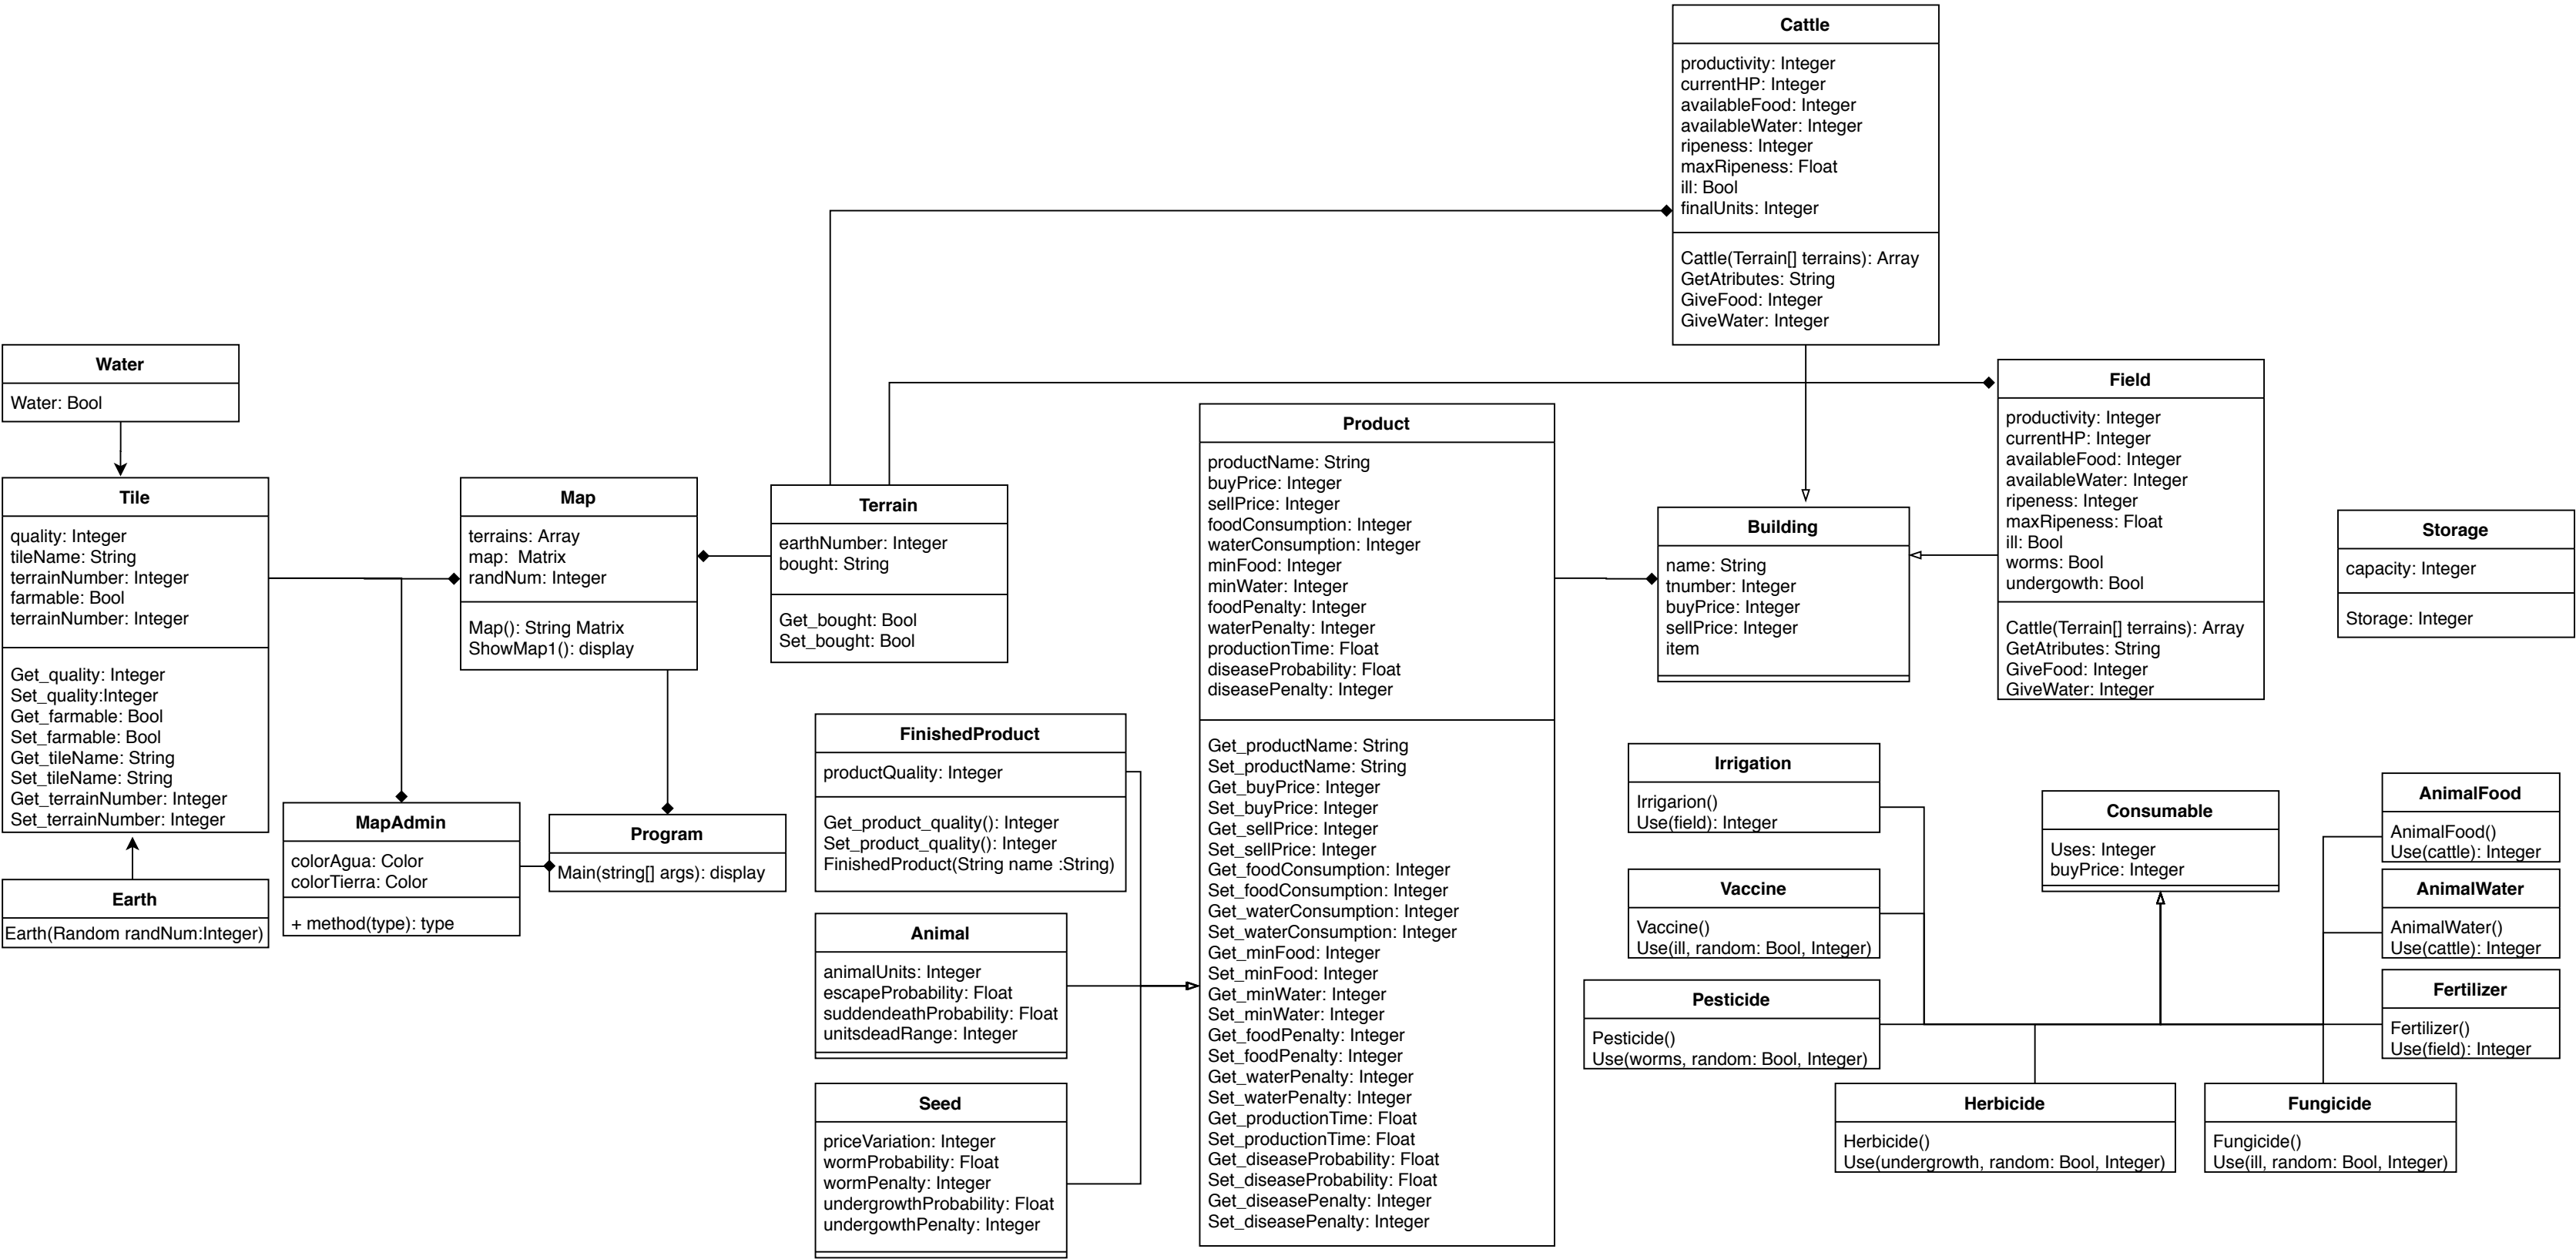 Cattle
productivity: Integer
currentHP: Integer
availableFood: Integer
availableWater: Integer
ripeness: Integer
maxRipeness: Float
ill: Bool
finalUnits: Integer
Cattle(Terrain[] terrains): Array
GetAtributes: String
GiveFood: Integer
GiveWater: Integer
Water
Water: Bool
Field
productivity: Integer
currentHP: Integer
availableFood: Integer
availableWater: Integer
ripeness: Integer
maxRipeness: Float
ill: Bool
worms: Bool
undergrowth: Bool
Cattle(Terrain[] terrains): Array
GetAtributes: String
GiveFood: Integer
GiveWater: Integer
Tile
quality: Integer
tileName: String
terrainNumber: Integer
farmable: Bool
terrainNumber: Integer
Get_quality: Integer
Set_quality:Integer
Get_farmable: Bool
Set_farmable: Bool
Get_tileName: String
Set_tileName: String
Get_terrainNumber: Integer
Set_terrainNumber: Integer
Map
terrains: Array
map:  Matrix
randNum: Integer
Map(): String Matrix
ShowMap1(): display
Terrain
earthNumber: Integer
bought: String
Get_bought: Bool
Set_bought: Bool
Product
productName: String
buyPrice: Integer
sellPrice: Integer
foodConsumption: Integer
waterConsumption: Integer
minFood: Integer
minWater: Integer
foodPenalty: Integer
waterPenalty: Integer
productionTime: Float
diseaseProbability: Float
diseasePenalty: Integer
Get_productName: String
Set_productName: String
Get_buyPrice: Integer
Set_buyPrice: Integer
Get_sellPrice: Integer
Set_sellPrice: Integer
Get_foodConsumption: Integer
Set_foodConsumption: Integer
Get_waterConsumption: Integer
Set_waterConsumption: Integer
Get_minFood: Integer
Set_minFood: Integer
Get_minWater: Integer
Set_minWater: Integer
Get_foodPenalty: Integer
Set_foodPenalty: Integer
Get_waterPenalty: Integer
Set_waterPenalty: Integer
Get_productionTime: Float
Set_productionTime: Float
Get_diseaseProbability: Float
Set_diseaseProbability: Float
Get_diseasePenalty: Integer
Set_diseasePenalty: Integer
Building
name: String
tnumber: Integer
buyPrice: Integer
sellPrice: Integer
item
Storage
capacity: Integer
Storage: Integer
FinishedProduct
productQuality: Integer
Get_product_quality(): Integer
Set_product_quality(): Integer
FinishedProduct(String name :String)
MapAdmin
colorAgua: Color
colorTierra: Color
+ method(type): type
Program
Main(string[] args): display
Earth
Earth(Random randNum:Integer)
Animal
animalUnits: Integer
escapeProbability: Float
suddendeathProbability: Float
unitsdeadRange: Integer
Seed
priceVariation: Integer
wormProbability: Float
wormPenalty: Integer
undergrowthProbability: Float
undergowthPenalty: Integer
Irrigation
Irrigarion()
Use(field): Integer
Vaccine
Vaccine()
Use(ill, random: Bool, Integer)
Pesticide
Pesticide()
Use(worms, random: Bool, Integer)
Consumable
Uses: Integer
buyPrice: Integer
AnimalFood
AnimalFood()
Use(cattle): Integer
AnimalWater
AnimalWater()
Use(cattle): Integer
Fertilizer
Fertilizer()
Use(field): Integer
Herbicide
Herbicide()
Use(undergrowth, random: Bool, Integer)
Fungicide
Fungicide()
Use(ill, random: Bool, Integer)